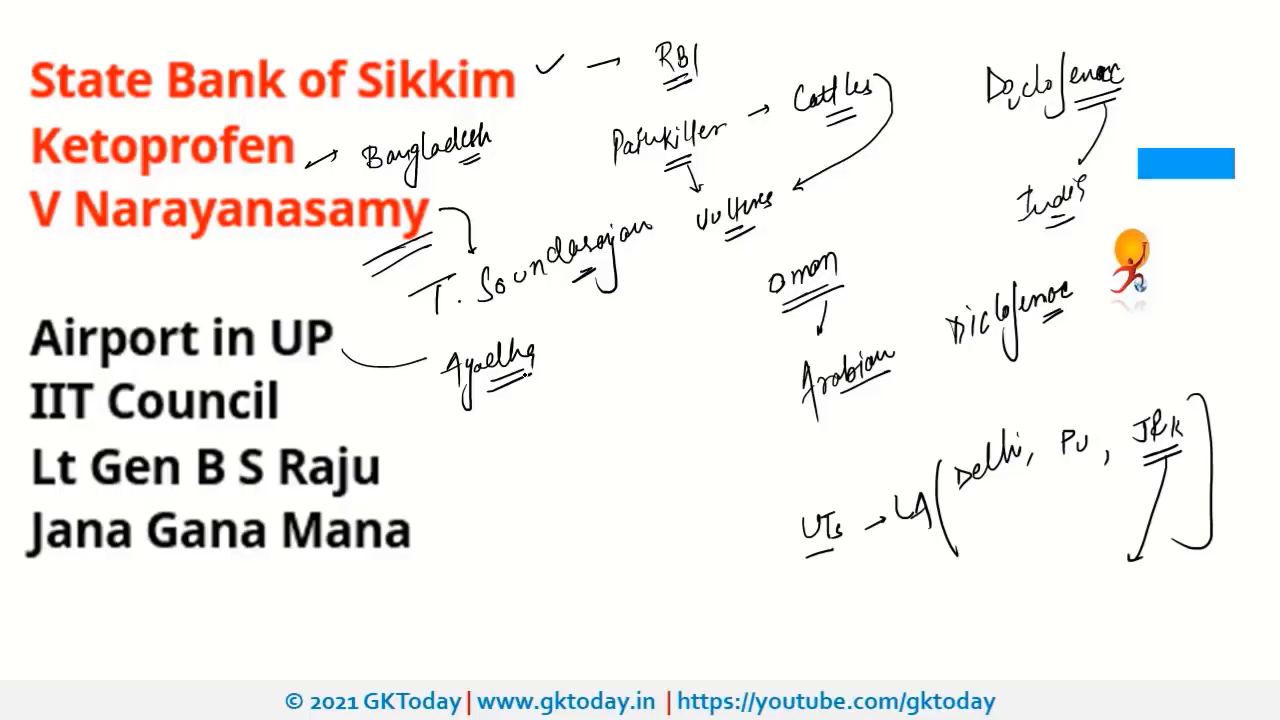 State Bank of Sikkim
RBI
Ketoprofen
Bangladesh
Painkiller
Cattles
Vultures
Diclofenac
India
V Narayanasamy
T. Soundarajan
Oman
Arabian
Diclofenac
Airport in UP
Ayodhya
IIT Council
Lt Gen B S Raju
Jana Gana Mana
UTs → LA (Delhi, PU, J&K
© 2021 GKToday | www.gktoday.in | https://youtube.com/gktoday